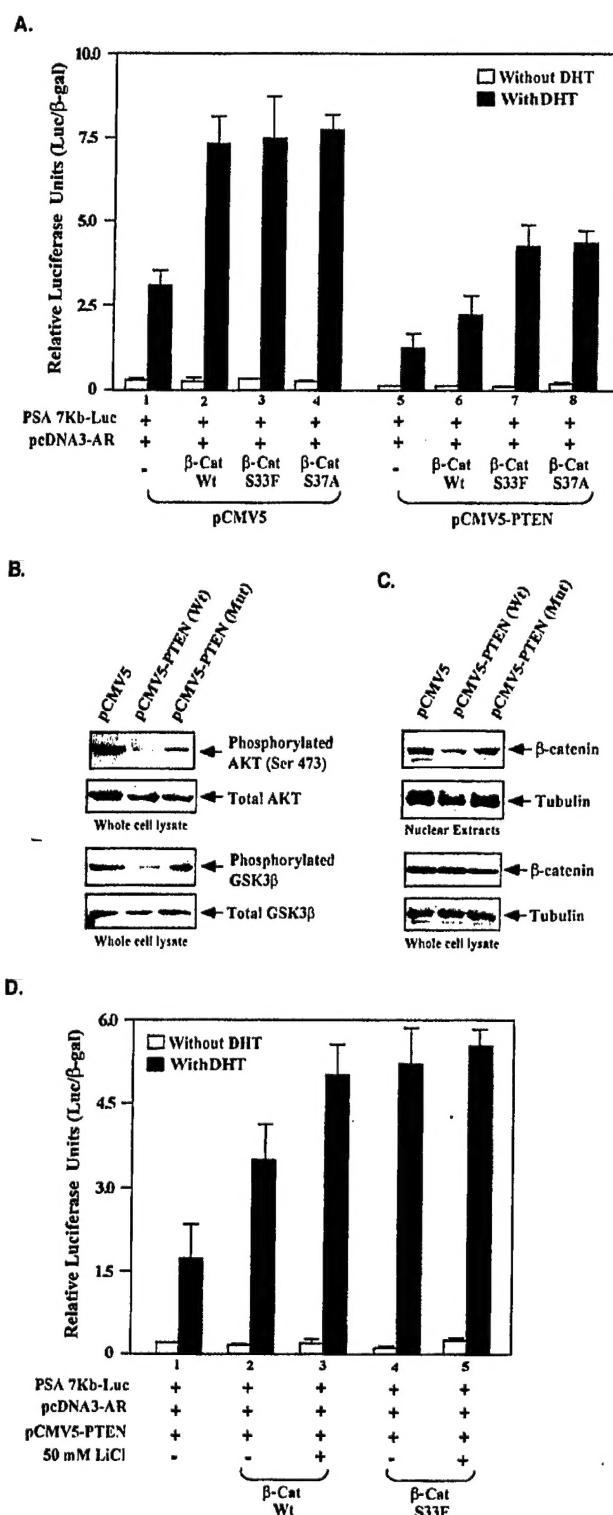 A.
Relative Luciferase Units (Luc/β-gal)
10.0
7.5
5.0
2.5
0
Without DHT
With DHT
1 2 3 4 5 6 7 8
PSA 7Kb-Luc + + + + + + + +
pcDNA3-AR + + + + + + + +
- β-Cat Wt β-Cat S33F β-Cat S37A - β-Cat Wt β-Cat S33F β-Cat S37A
pCMV5 pCMV5-PTEN
B.
pCMV5 pCMV5-PTEN (Wt) pCMV5-PTEN (Mut)
Phosphorylated
AKT (Ser 473)
Total AKT
Whole cell lysate
Phosphorylated
GSK3β
Total GSK3β
Whole cell lysate
C.
pCMV5 pCMV5-PTEN (Wt) pCMV5-PTEN (Mut)
β-catenin
Tubulin
Nuclear Extracts
β-catenin
Tubulin
Whole cell lysate
D.
Relative Luciferase Units (Luc/β-gal)
6.0
4.5
3.0
1.5
0
Without DHT
With DHT
1 2 3 4 5
PSA 7Kb-Luc + + + + +
pcDNA3-AR + + + + +
pCMV5-PTEN + + + + +
50 mM LiCl - - + - +
β-Cat Wt β-Cat S33F